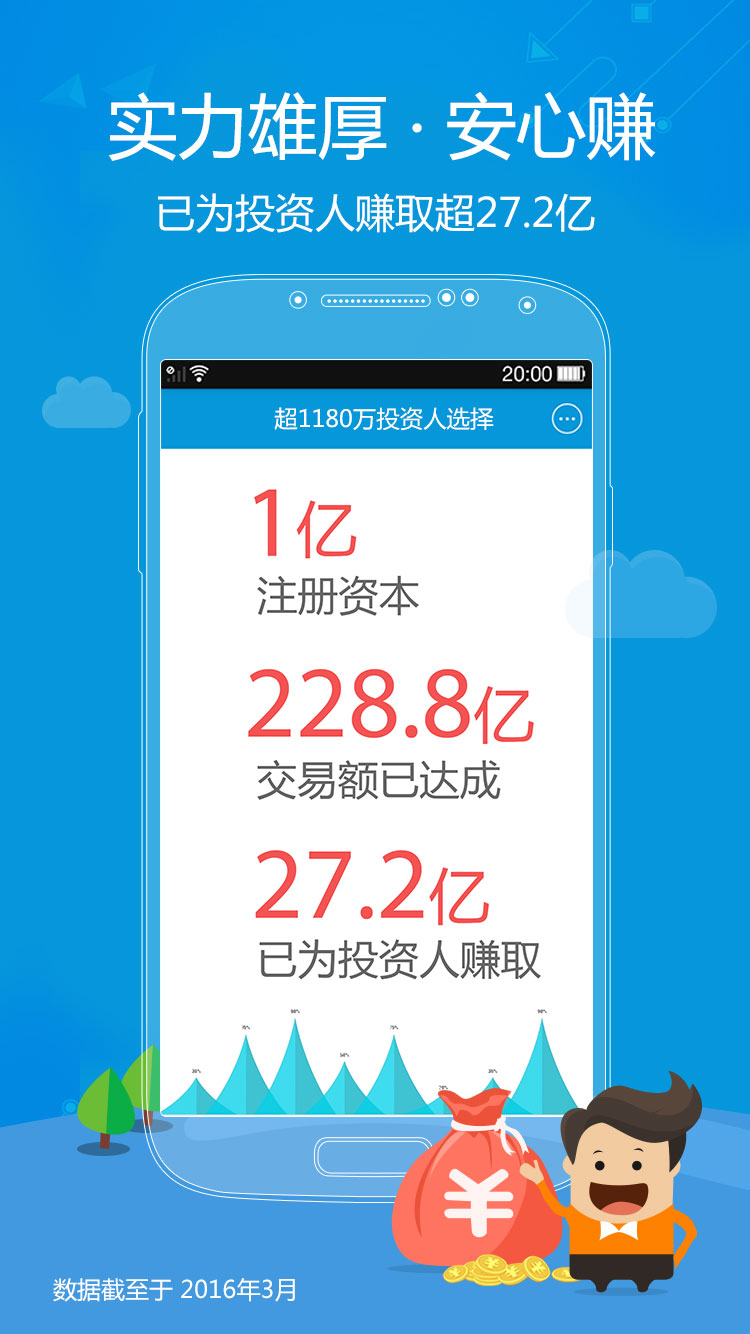 实力雄厚·安心赚
已为投资人赚取超27.2亿
20:00
超1180万投资人选择
1亿
注册资本
228.8亿
交易额已达成
27.2亿
已为投资人赚取
¥
数据截至于 2016年3月